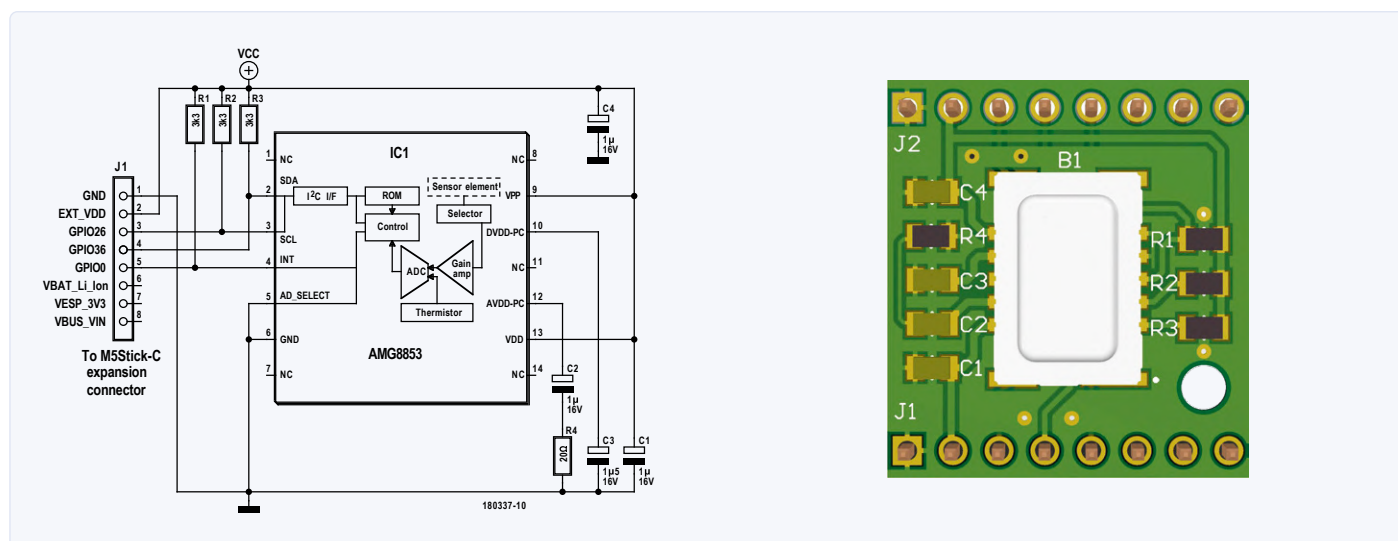 VCC
R1
R2
R3
3k3
3k3
3k3
C4
1µ
16V
J1
GND
1
EXT_VDD
2
GPIO26
3
GPIO36
4
GPIO0
5
VBAT_Li_Ion
6
VESP_3V3
7
VBUS_VIN
8
To M5Stick-C
expansion
connector
IC1
1
NC
2
SDA
3
SCL
4
INT
5
AD_SELECT
6
GND
7
NC
I²C I/F
ROM
Control
Sensor element
Selector
ADC
Gain
amp
Thermistor
AMG8853
NC
8
VPP
9
DVDD-PC
10
NC
11
AVDD-PC
12
VDD
13
NC
14
C2
1µ
16V
R4
20Ω
C3
1µ5
16V
C1
1µ
16V
180337-10
J2
B1
C4
R4
C3
C2
C1
R1
R2
R3
J1